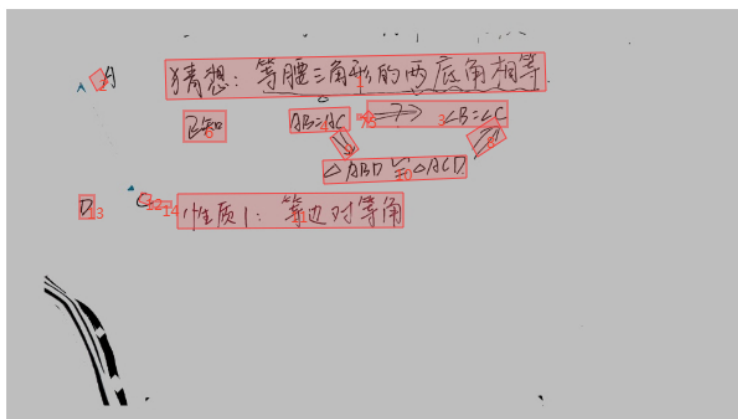 A
猜想：等腰三角形的两底角相等.
已知 AB=AC ⇒ ∠B=∠C
△ABD≌△ACD
D C 性质1：等边对等角